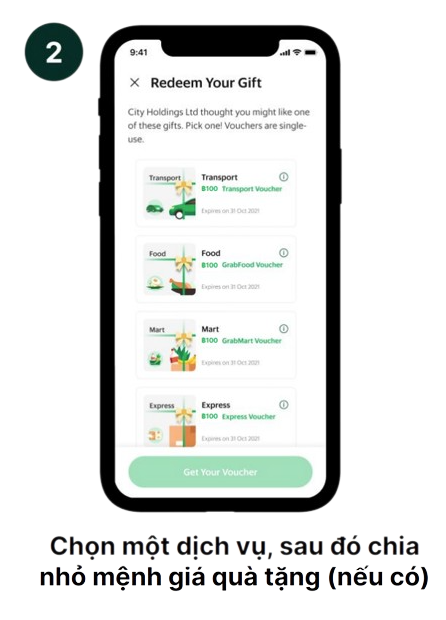 2
9:41
Redeem Your Gift
City Holdings Ltd thought you might like one
of these gifts. Pick one! Vouchers are single-
use.
Transport
Transport
฿100 Transport Voucher
Expires on 31 Oct 2021
Food
Food
฿100 GrabFood Voucher
Expires on 31 Oct 2021
Mart
Mart
฿100 GrabMart Voucher
Expires on 31 Oct 2021
Express
Express
฿100 Express Voucher
Expires on 31 Oct 2021
Get Your Voucher
Chọn một dịch vụ, sau đó chia
nhỏ mệnh giá quà tặng (nếu có)